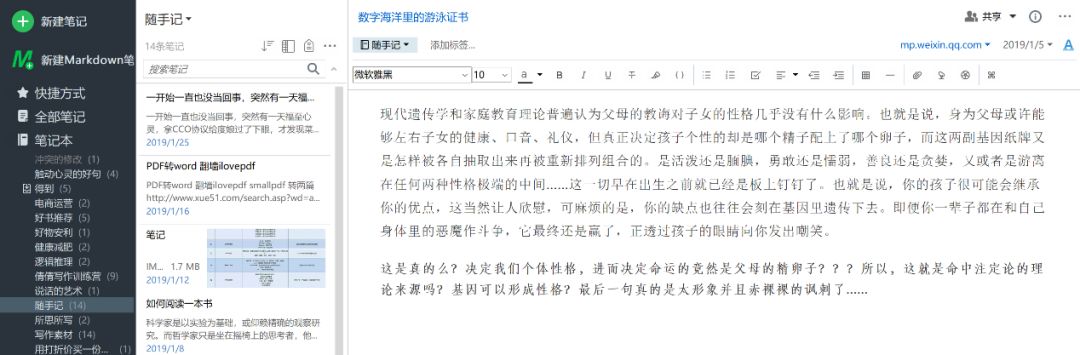 新建笔记
新建Markdown笔
快捷方式
全部笔记
笔记本
冲突的修改 (1)
触动心灵的好句 (4)
得到 (5)
电商运营 (2)
好书推荐 (5)
好物安利 (1)
健康减肥 (2)
逻辑推理 (2)
倩倩写作训练营 (9)
说话的艺术 (1)
随手记 (14)
所思所写 (2)
写作素材 (14)
用打折价买一份... (1)
随手记
14条笔记
搜索笔记
一开始一直也没当回事，突然有一天福...
一开始一直也没当回事，突然有一天福至心
灵，拿CCO协议给度娘过了下眼，才发现菜...
2019/1/25
PDF转word 翻墙ilovepdf
PDF转word 翻墙ilovepdf smallpdf 转两篇
http://www.xue51.com/search.asp?wd=a...
2019/1/16
笔记
IM... 1.7 MB
2019/1/12
如何阅读一本书
科学家是以实验为基础，或仰赖精确的观察研
究。而哲学家只是坐在摇椅上的思考者，他...
2019/1/8
数字海洋里的游泳证书
共享
随手记
添加标签...
mp.weixin.qq.com
2019/1/5
A
微软雅黑
10
a
B I U T
现代遗传学和家庭教育理论普遍认为父母的教诲对子女的性格几乎没有什么影响。也就是说，身为父母或许能
够左右子女的健康、口音、礼仪，但真正决定孩子个性的却是哪个精子配上了哪个卵子，而这两副基因纸牌又
是怎样被各自抽取出来再被重新排列组合的。是活泼还是腼腆，勇敢还是懦弱，善良还是贪婪，又或者是游离
在任何两种性格极端的中间......这一切早在出生之前就已经是板上钉钉了。也就是说，你的孩子很可能会继承
你的优点，这当然让人欣慰，可麻烦的是，你的缺点也往往会刻在基因里遗传下去。即便你一辈子都在和自己
身体里的恶魔作斗争，它最终还是赢了，正透过孩子的眼睛向你发出嘲笑。
这是真的么？决定我们个体性格，进而决定命运的竟然是父母的精卵子？？？所以，这就是命中注定论的理
论来源吗？基因可以形成性格？最后一句真的是太形象并且赤裸裸的讽刺了......